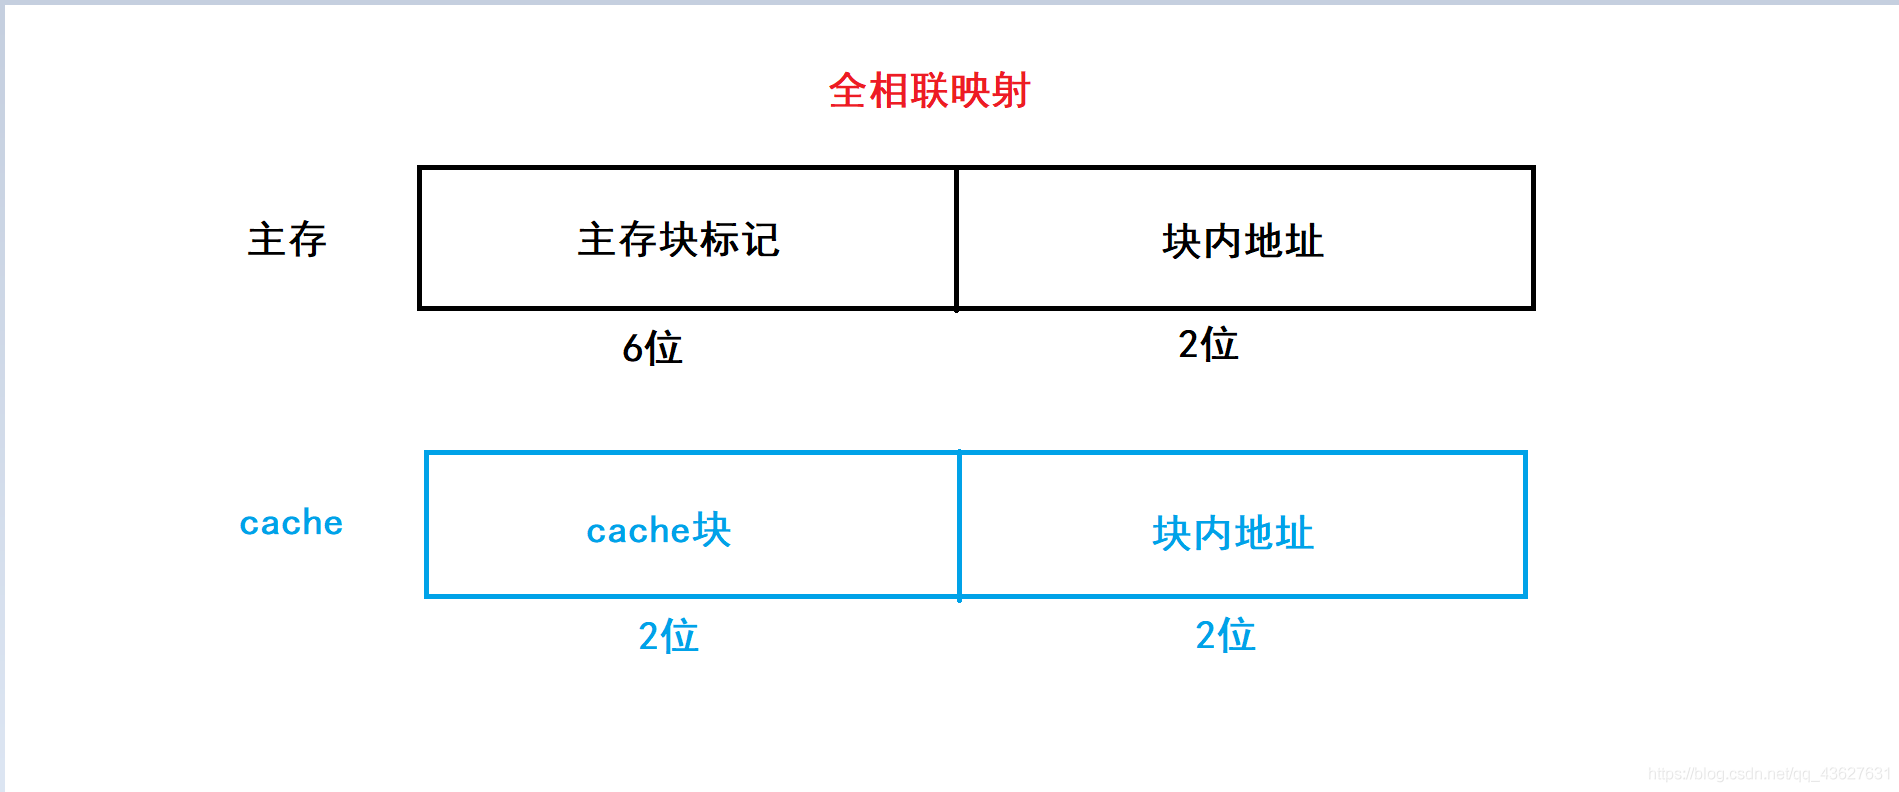 全相联映射
主存
主存块标记
块内地址
6位
2位
cache
cache块
块内地址
2位
2位
https://blog.csdn.net/qq_43627631